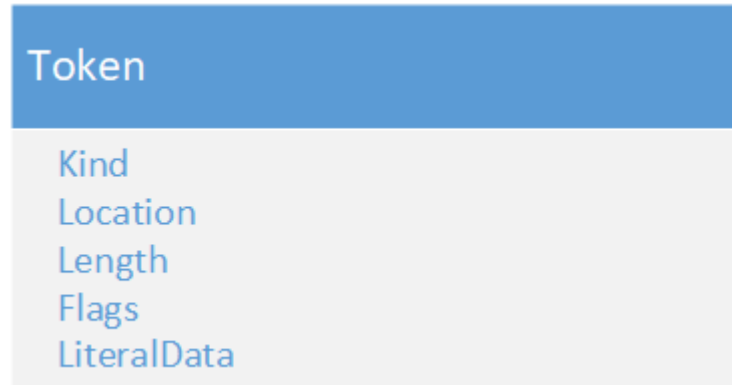 Token
Kind
Location
Length
Flags
LiteralData